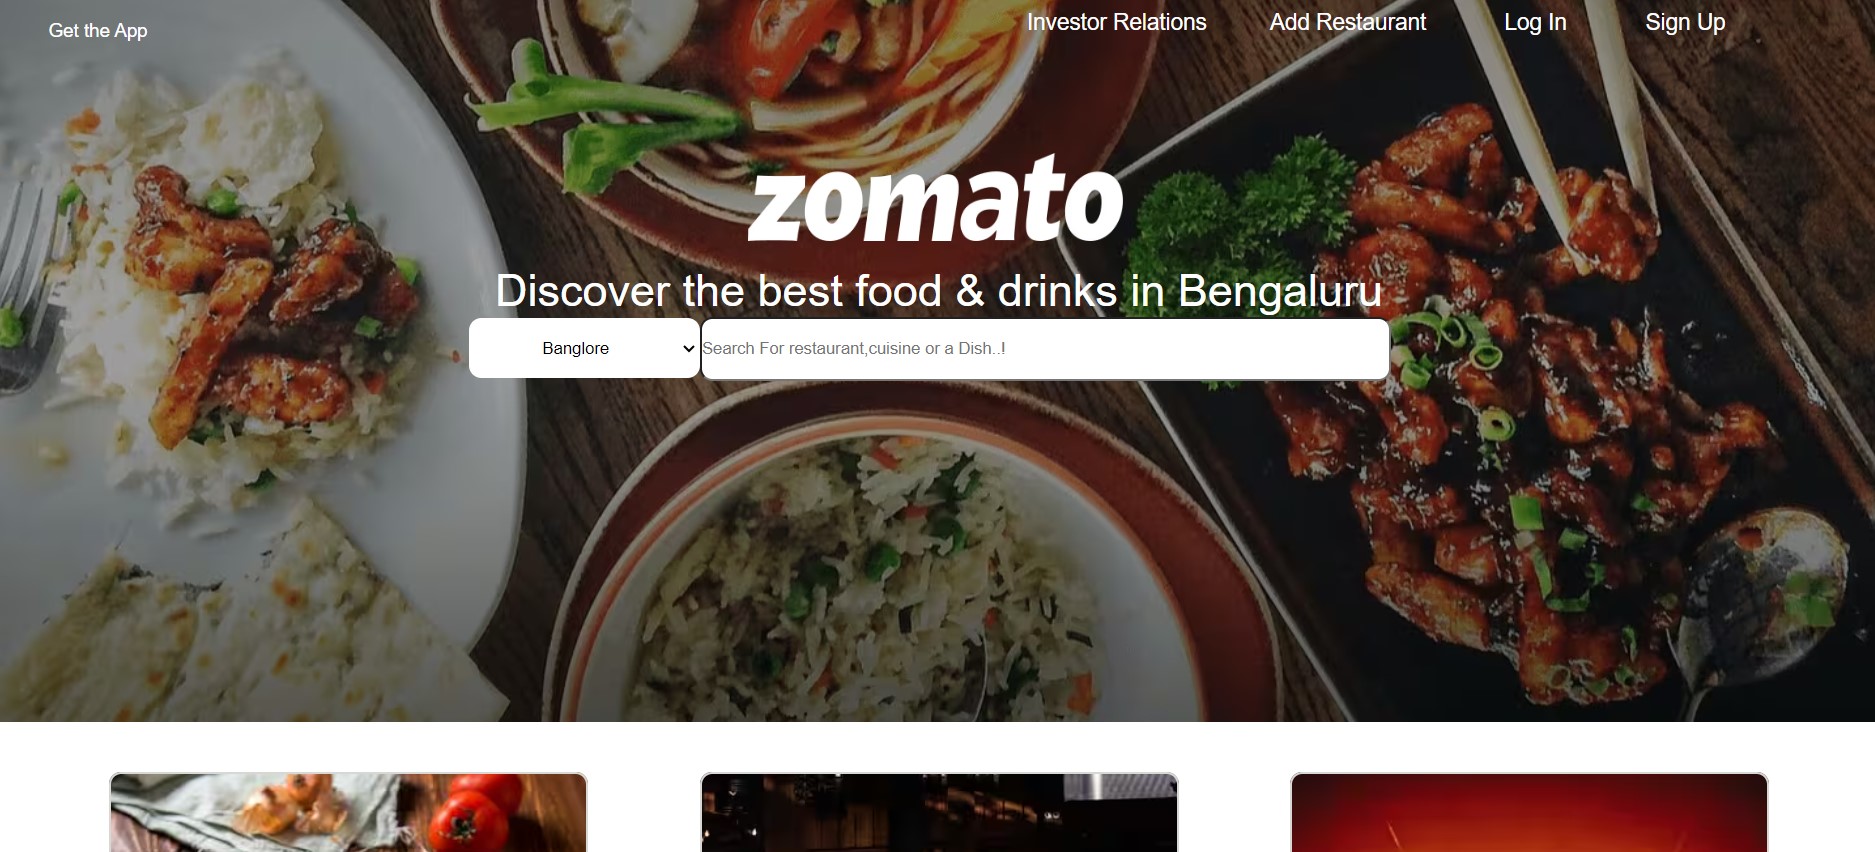 Get the App
Investor Relations
Add Restaurant
Log In
Sign Up
zomato
Discover the best food & drinks in Bengaluru
Banglore
Search For restaurant,cuisine or a Dish..!